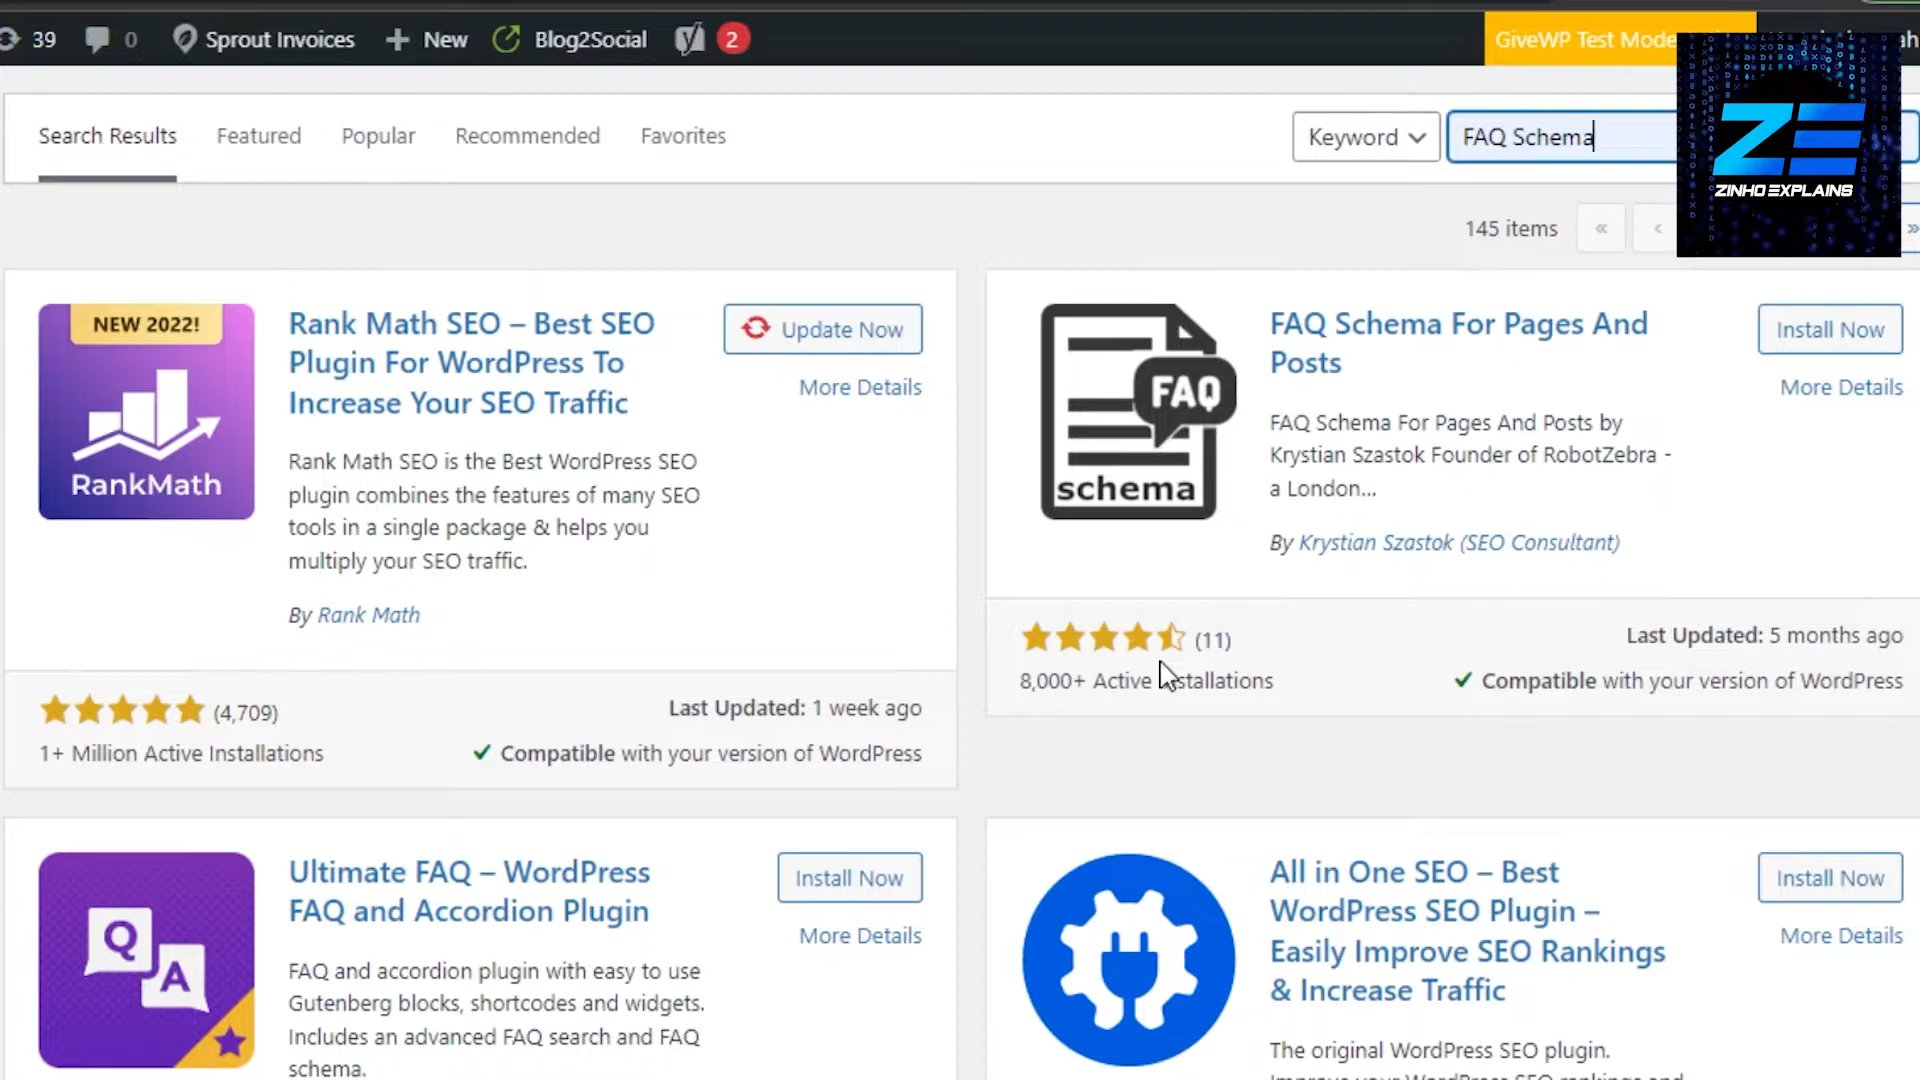 39 0 Sprout Invoices New Blog2Social 2 GiveWP Test Mode
Search Results Featured Popular Recommended Favorites Keyword FAQ Schema
ZE
ZINHO EXPLAINS
145 items « ‹ »
NEW 2022!
RankMath
Rank Math SEO – Best SEO
Plugin For WordPress To
Increase Your SEO Traffic
Update Now
More Details
Rank Math SEO is the Best WordPress SEO
plugin combines the features of many SEO
tools in a single package & helps you
multiply your SEO traffic.
By Rank Math
(4,709)
Last Updated: 1 week ago
1+ Million Active Installations
Compatible with your version of WordPress
FAQ
schema
FAQ Schema For Pages And
Posts
Install Now
More Details
FAQ Schema For Pages And Posts by
Krystian Szastok Founder of RobotZebra -
a London...
By Krystian Szastok (SEO Consultant)
(11)
Last Updated: 5 months ago
8,000+ Active Installations
Compatible with your version of WordPress
Q
A
Ultimate FAQ – WordPress
FAQ and Accordion Plugin
Install Now
More Details
FAQ and accordion plugin with easy to use
Gutenberg blocks, shortcodes and widgets.
Includes an advanced FAQ search and FAQ
schema.
All in One SEO – Best
WordPress SEO Plugin –
Easily Improve SEO Rankings
& Increase Traffic
Install Now
More Details
The original WordPress SEO plugin.
Improve your WordPress SEO rankings and